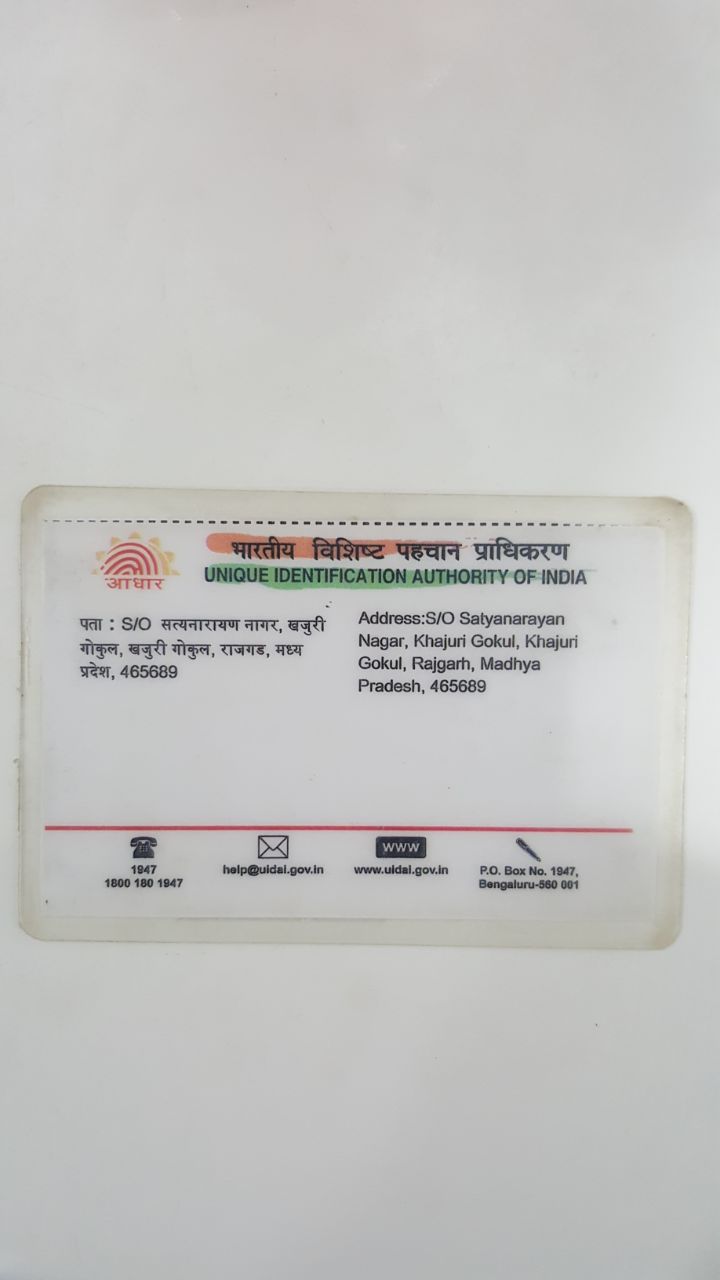 भारतीय विशिष्ट पहचान प्राधिकरण
UNIQUE IDENTIFICATION AUTHORITY OF INDIA
आधार
पता : S/O सत्यनारायण नागर, खजुरी
गोकुल, खजुरी गोकुल, राजगड, मध्य
प्रदेश, 465689
Address:S/O Satyanarayan
Nagar, Khajuri Gokul, Khajuri
Gokul, Rajgarh, Madhya
Pradesh, 465689
1947
1800 180 1947
help@uidai.gov.in
www
www.uidai.gov.in
P.O. Box No. 1947,
Bengaluru-560 001